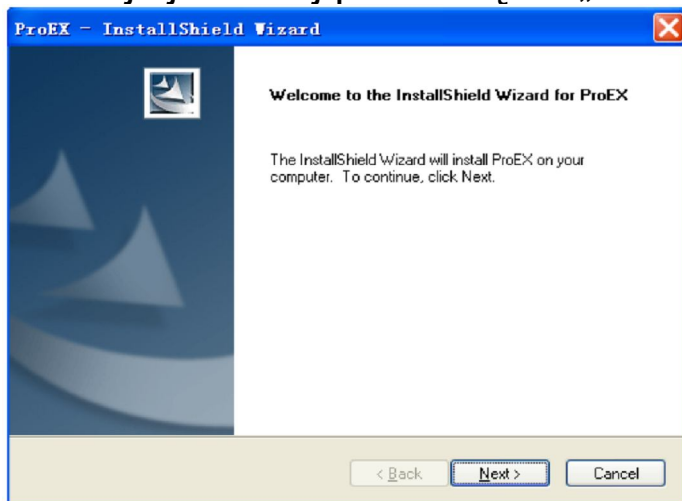 ProEX - InstallShield Wizard
Welcome to the InstallShield Wizard for ProEX
The InstallShield Wizard will install ProEX on your
computer. To continue, click Next.
< Back
Next >
Cancel